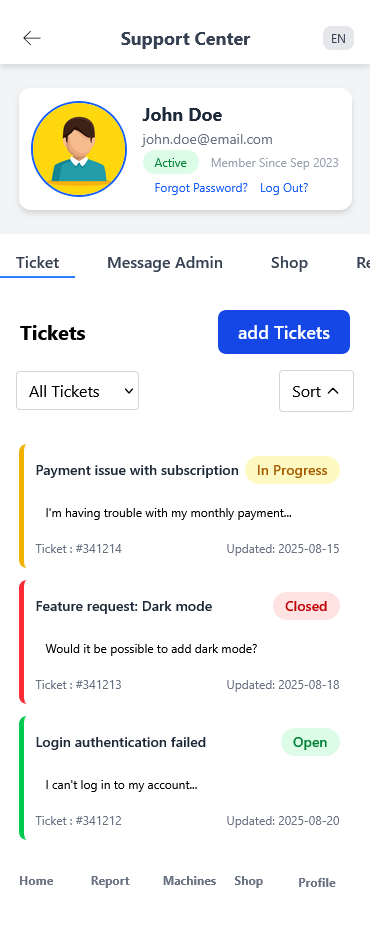 Support Center
EN
John Doe
john.doe@email.com
Active Member Since Sep 2023
Forgot Password? Log Out?
Ticket Message Admin Shop Re
Tickets
add Tickets
All Tickets
Sort
Payment issue with subscription
In Progress
I'm having trouble with my monthly payment...
Ticket : #341214 Updated: 2025-08-15
Feature request: Dark mode
Closed
Would it be possible to add dark mode?
Ticket : #341213 Updated: 2025-08-18
Login authentication failed
Open
I can't log in to my account...
Ticket : #341212 Updated: 2025-08-20
Home Report Machines Shop Profile